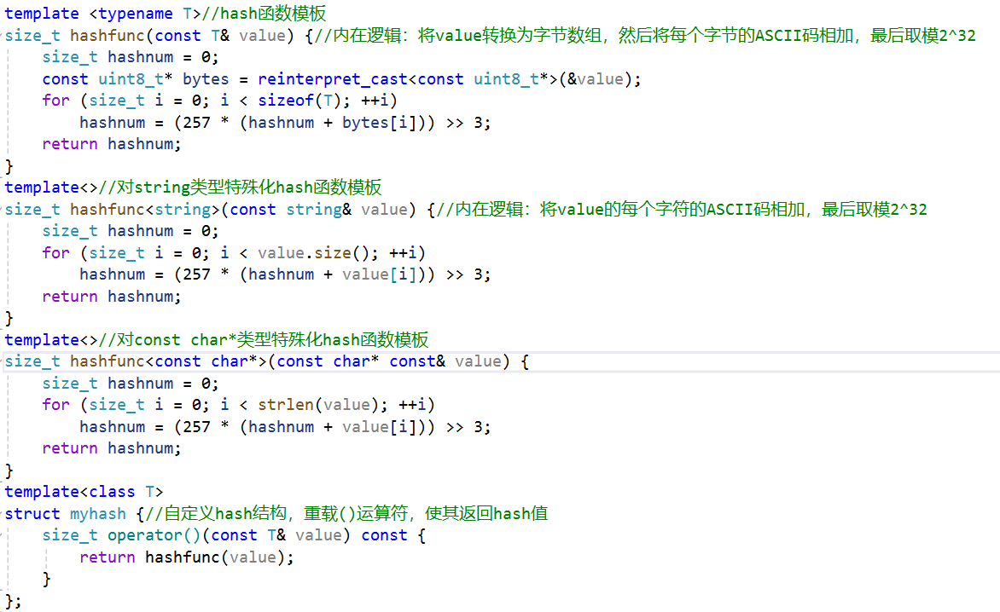 template <typename T>//hash函数模板
size_t hashfunc(const T& value) {//内在逻辑：将value转换为字节数组，然后将每个字节的ASCII码相加，最后取模2^32
    size_t hashnum = 0;
    const uint8_t* bytes = reinterpret_cast<const uint8_t*>(&value);
    for (size_t i = 0; i < sizeof(T); ++i)
        hashnum = (257 * (hashnum + bytes[i])) >> 3;
    return hashnum;
}
template<>//对string类型特殊化hash函数模板
size_t hashfunc<string>(const string& value) {//内在逻辑：将value的每个字符的ASCII码相加，最后取模2^32
    size_t hashnum = 0;
    for (size_t i = 0; i < value.size(); ++i)
        hashnum = (257 * (hashnum + value[i])) >> 3;
    return hashnum;
}
template<>//对const char*类型特殊化hash函数模板
size_t hashfunc<const char*>(const char* const& value) {
    size_t hashnum = 0;
    for (size_t i = 0; i < strlen(value); ++i)
        hashnum = (257 * (hashnum + value[i])) >> 3;
    return hashnum;
}
template<class T>
struct myhash {//自定义hash结构，重载()运算符，使其返回hash值
    size_t operator()(const T& value) const {
        return hashfunc(value);
    }
};